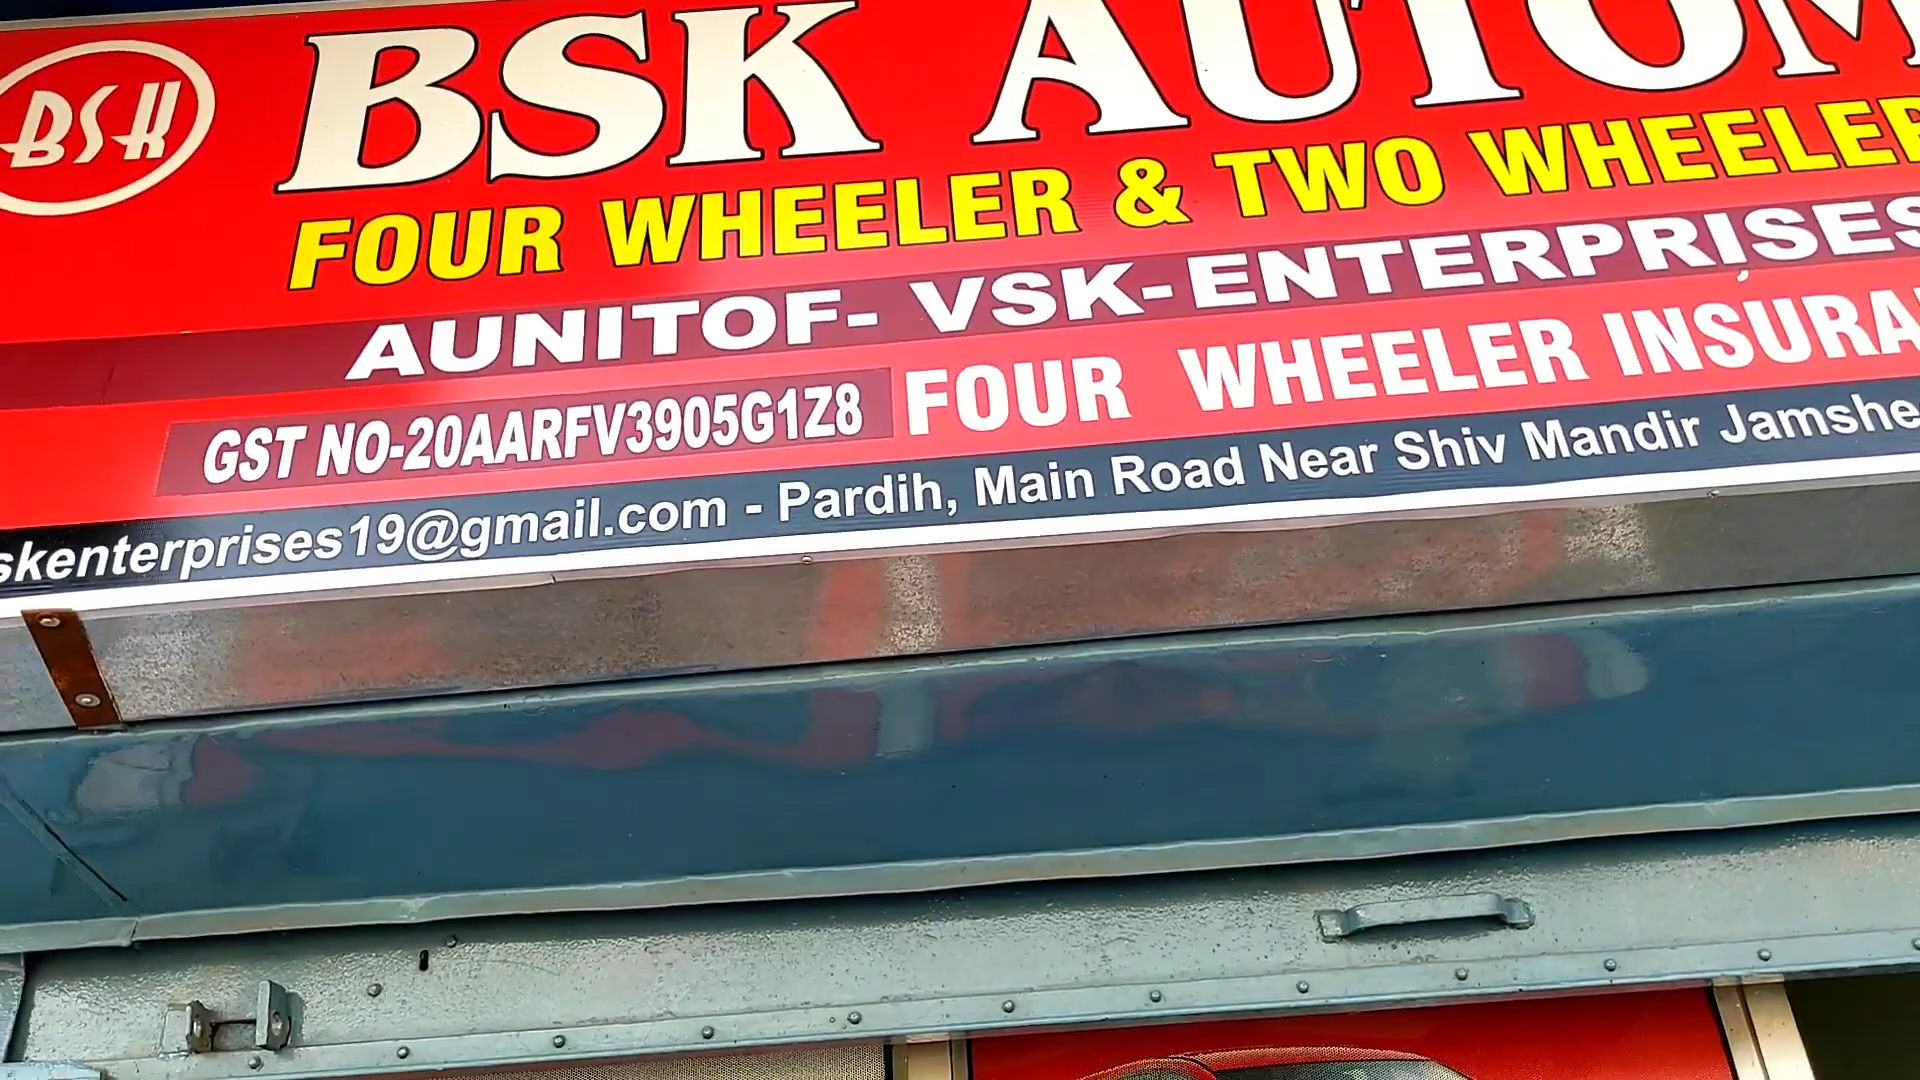 BSK
BSK AUTOM
FOUR WHEELER & TWO WHEELER
AUNITOF- VSK-ENTERPRISES
GST NO-20AARFV3905G1Z8 FOUR WHEELER INSURA
skenterprises19@gmail.com - Pardih, Main Road Near Shiv Mandir Jamshe